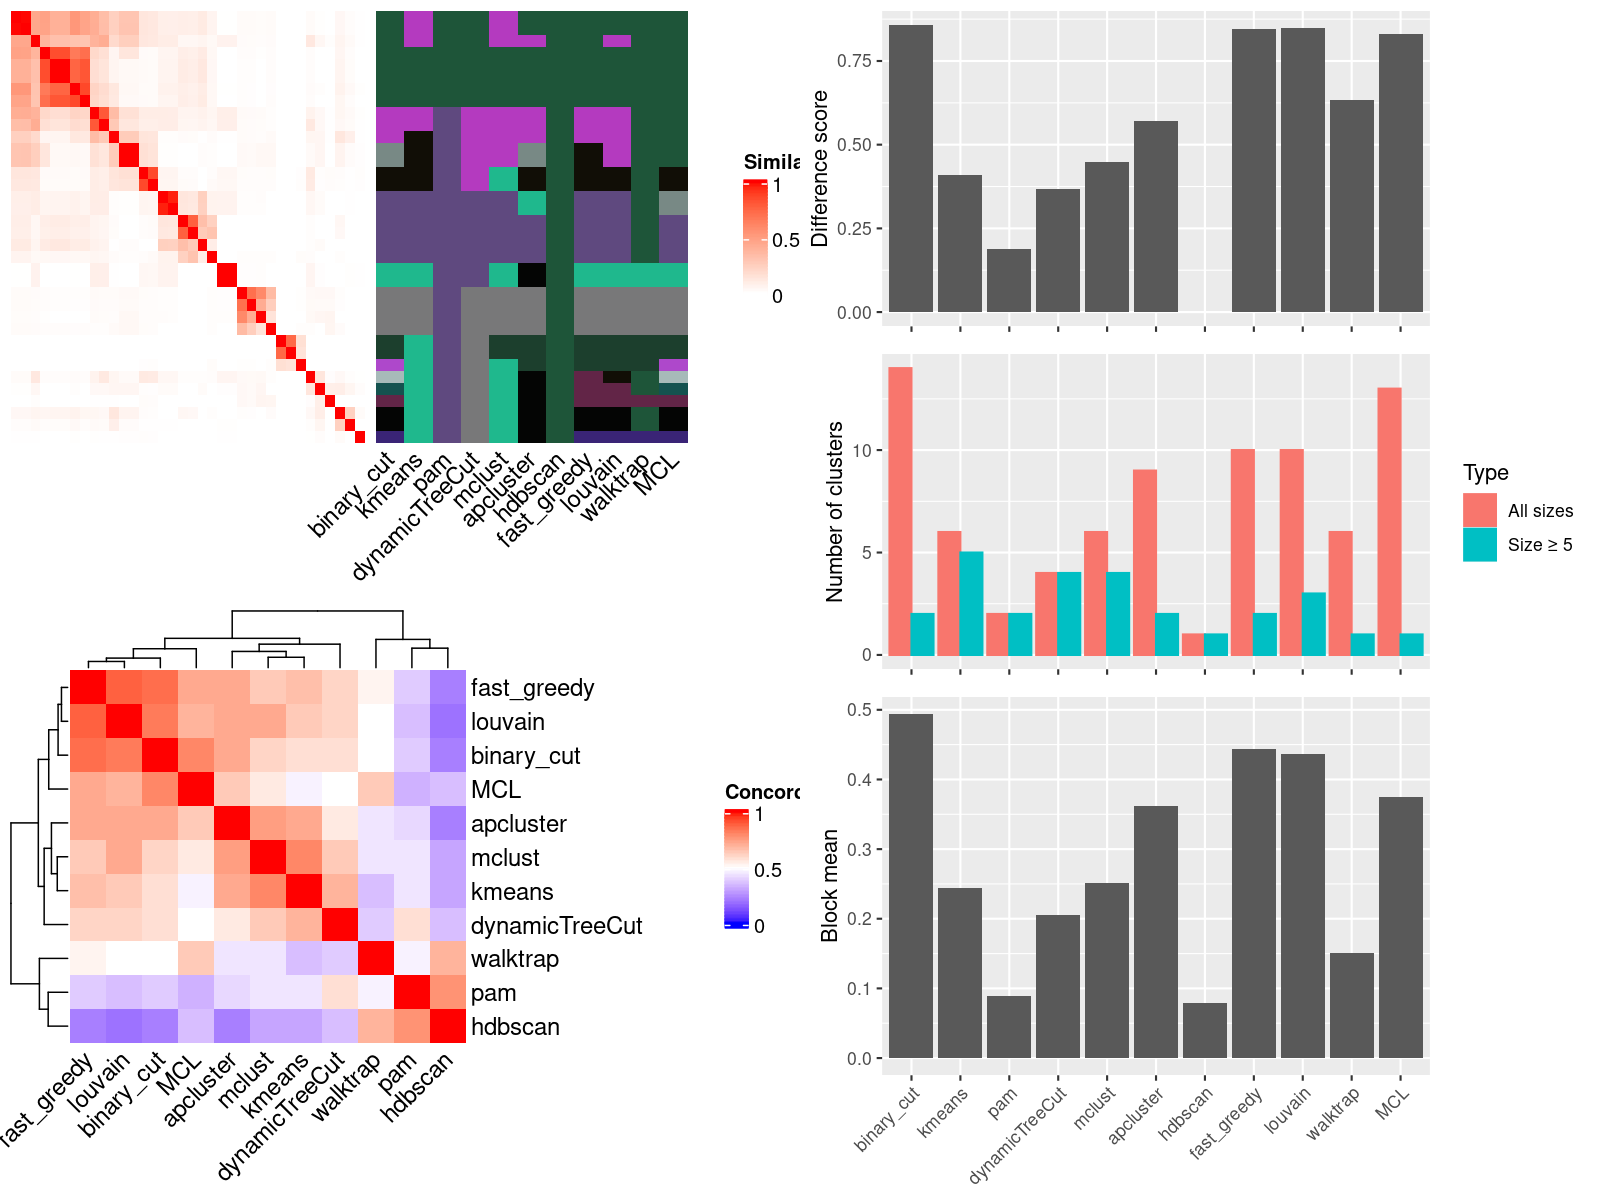 Simila
1
0.5
0
binary_cut
kmeans
pam
dynamicTreeCut
mclust
apcluster
hdbscan
fast_greedy
louvain
walktrap
MCL
fast_greedy
louvain
binary_cut
MCL
apcluster
mclust
kmeans
dynamicTreeCut
walktrap
pam
hdbscan
Concord
1
0.5
0
fast_greedy
louvain
binary_cut
MCL
apcluster
mclust
kmeans
dynamicTreeCut
walktrap
pam
hdbscan
Difference score
0.75
0.50
0.25
0.00
Number of clusters
10
5
0
Type
All sizes
Size ≥ 5
Block mean
0.5
0.4
0.3
0.2
0.1
0.0
binary_cut
kmeans
pam
dynamicTreeCut
mclust
apcluster
hdbscan
fast_greedy
louvain
walktrap
MCL